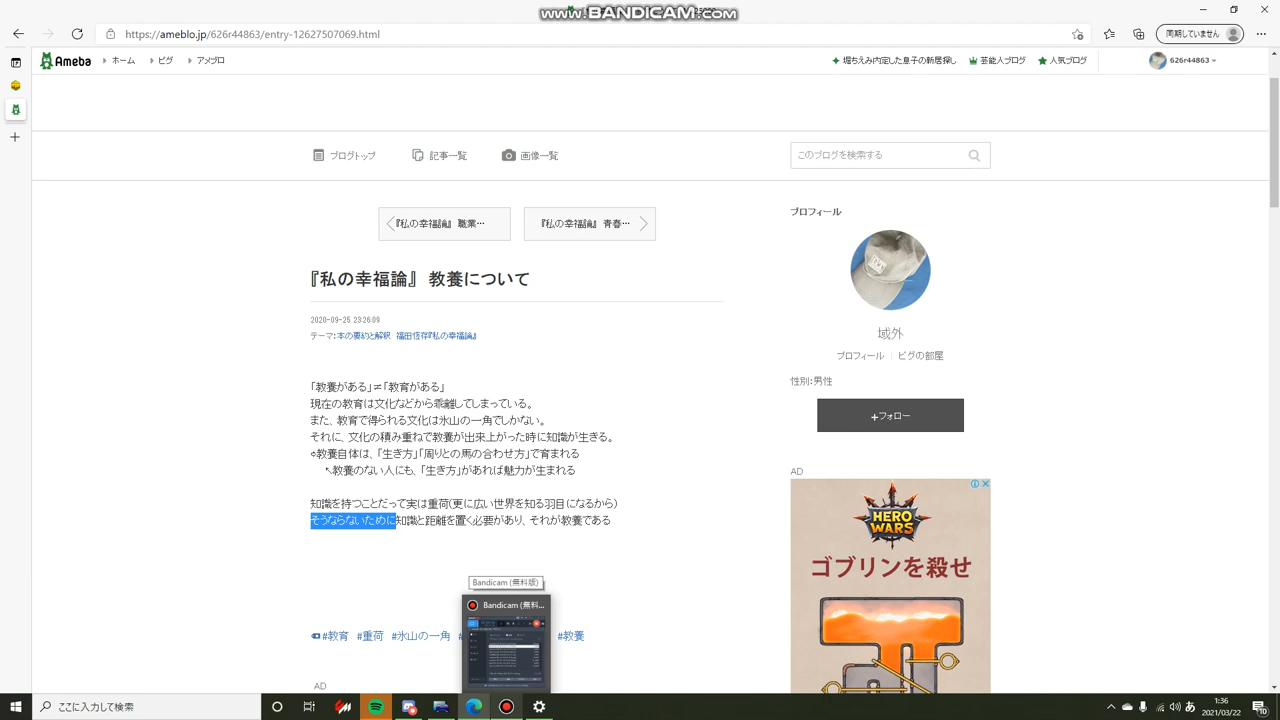 www.BANDICAM.com
https://ameblo.jp/626r44863/entry-12627507069.html
同期していません
Ameba
ホーム
ピグ
アメブロ
堀ちえみ内定した息子の新居探し
芸能人ブログ
人気ブログ
626r44863
ブログトップ
記事一覧
画像一覧
このブログを検索する
『私の幸福論』 職業…
『私の幸福論』 青春…
プロフィール
『私の幸福論』 教養について
2020-09-25 23:26:09
テーマ：本の要約と解釈 福田恆存『私の幸福論』
域外
プロフィール
ピグの部屋
性別：男性
+フォロー
「教養がある」≠「教育がある」
現在の教育は文化などから乖離してしまっている。
また、教育で得られる文化は氷山の一角でしかない。
それに、文化の積み重ねで教養が出来上がった時に知識が生きる。
⇨教養自体は、「生き方」「周りとの馬の合わせ方」で育まれる
↖教養のない人にも、「生き方」があれば魅力が生まれる
知識を持つことだって実は重荷(更に広い世界を知る羽目になるから)
そうならないために知識と距離を置く必要があり、それが教養である
AD
HERO
WARS
ゴブリンを殺せ
Bandicam (無料版)
Bandicam (無料...
#教育
#重荷
#氷山の一角
#教養
AD
ここに入力して検索
あ
1:36
2021/03/22
10